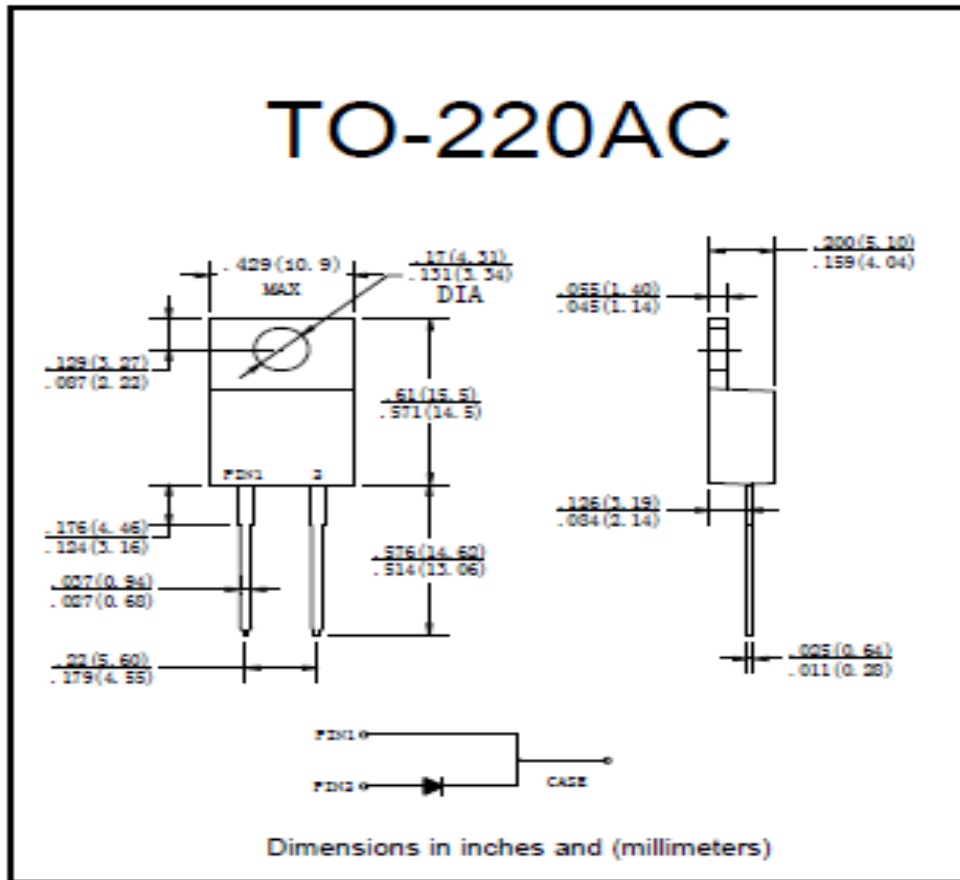 TO-220AC
.429(10.9)
MAX
.17(4.31)
.131(3.34)
DIA
.200(5.10)
.159(4.04)
.055(1.40)
.045(1.14)
.129(3.27)
.087(2.22)
.61(15.5)
.571(14.5)
PIN1 2
.176(4.46)
.124(3.16)
.126(3.19)
.084(2.14)
.576(14.62)
.514(13.06)
.037(0.94)
.027(0.68)
.22(5.60)
.179(4.55)
.025(0.64)
.011(0.28)
PIN1
PIN2
CASE
Dimensions in inches and (millimeters)